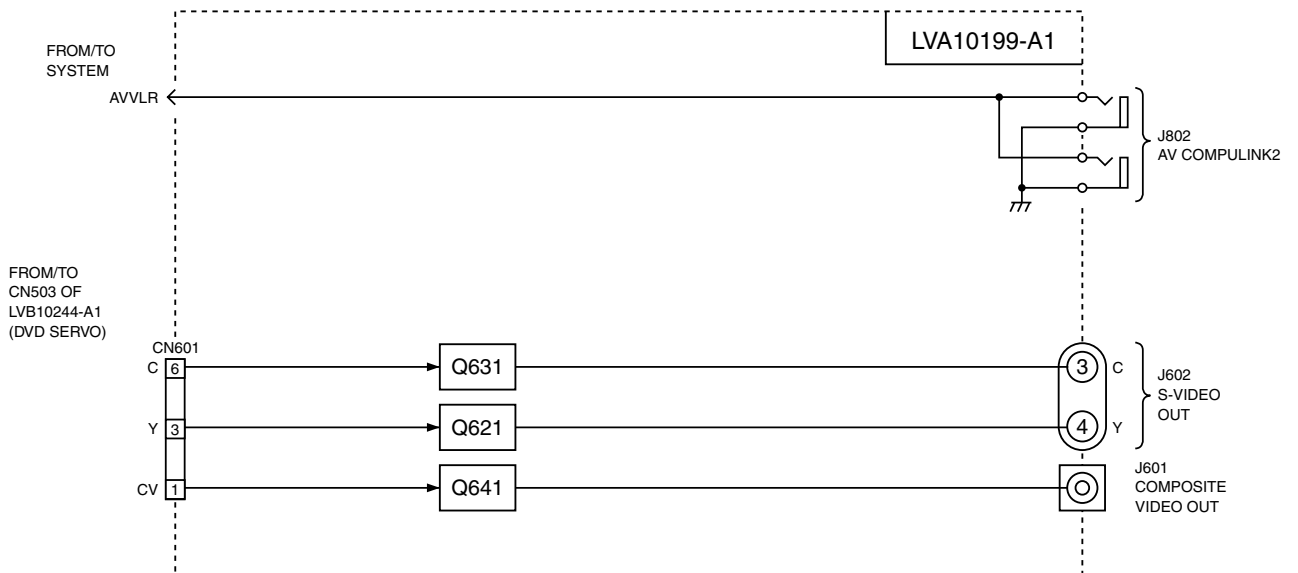 LVA10199-A1
FROM/TO
SYSTEM
AVVLR
J802
AV COMPULINK2
FROM/TO
CN503 OF
LVB10244-A1
(DVD SERVO)
CN601
C 6 Q631 3 C
J602
S-VIDEO
OUT
Y 3 Q621 4 Y
CV 1 Q641
J601
COMPOSITE
VIDEO OUT